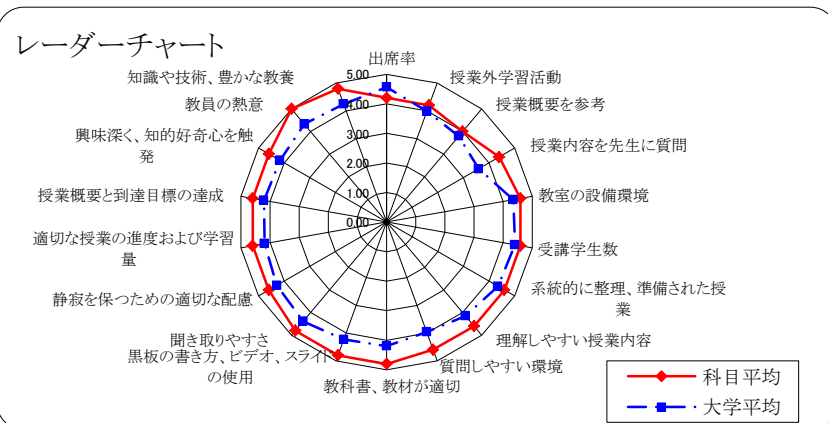 レーダーチャート
出席率
授業外学習活動
授業概要を参考
授業内容を先生に質問
教室の設備環境
受講学生数
系統的に整理、準備された授
業
理解しやすい授業内容
質問しやすい環境
教科書、教材が適切
黒板の書き方、ビデオ、スライド
の使用
聞き取りやすさ
静寂を保つための適切な配慮
適切な授業の進度および学習
量
授業概要と到達目標の達成
興味深く、知的好奇心を触
発
教員の熱意
知識や技術、豊かな教養
5.00
4.00
3.00
2.00
1.00
0.00
科目平均
大学平均